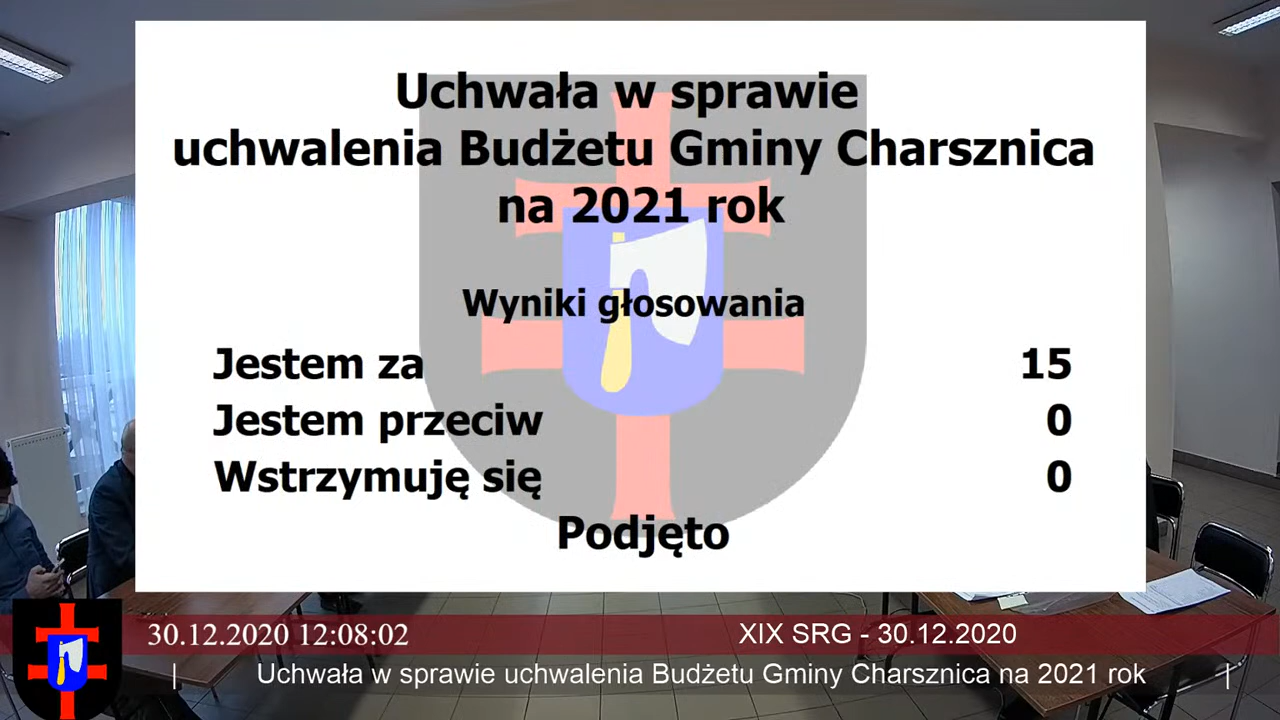 Uchwała w sprawie
uchwalenia Budżetu Gminy Charsznica
na 2021 rok
Wyniki głosowania
Jestem za 15
Jestem przeciw 0
Wstrzymuję się 0
Podjęto
30.12.2020 12:08:02 XIX SRG - 30.12.2020
| Uchwała w sprawie uchwalenia Budżetu Gminy Charsznica na 2021 rok |